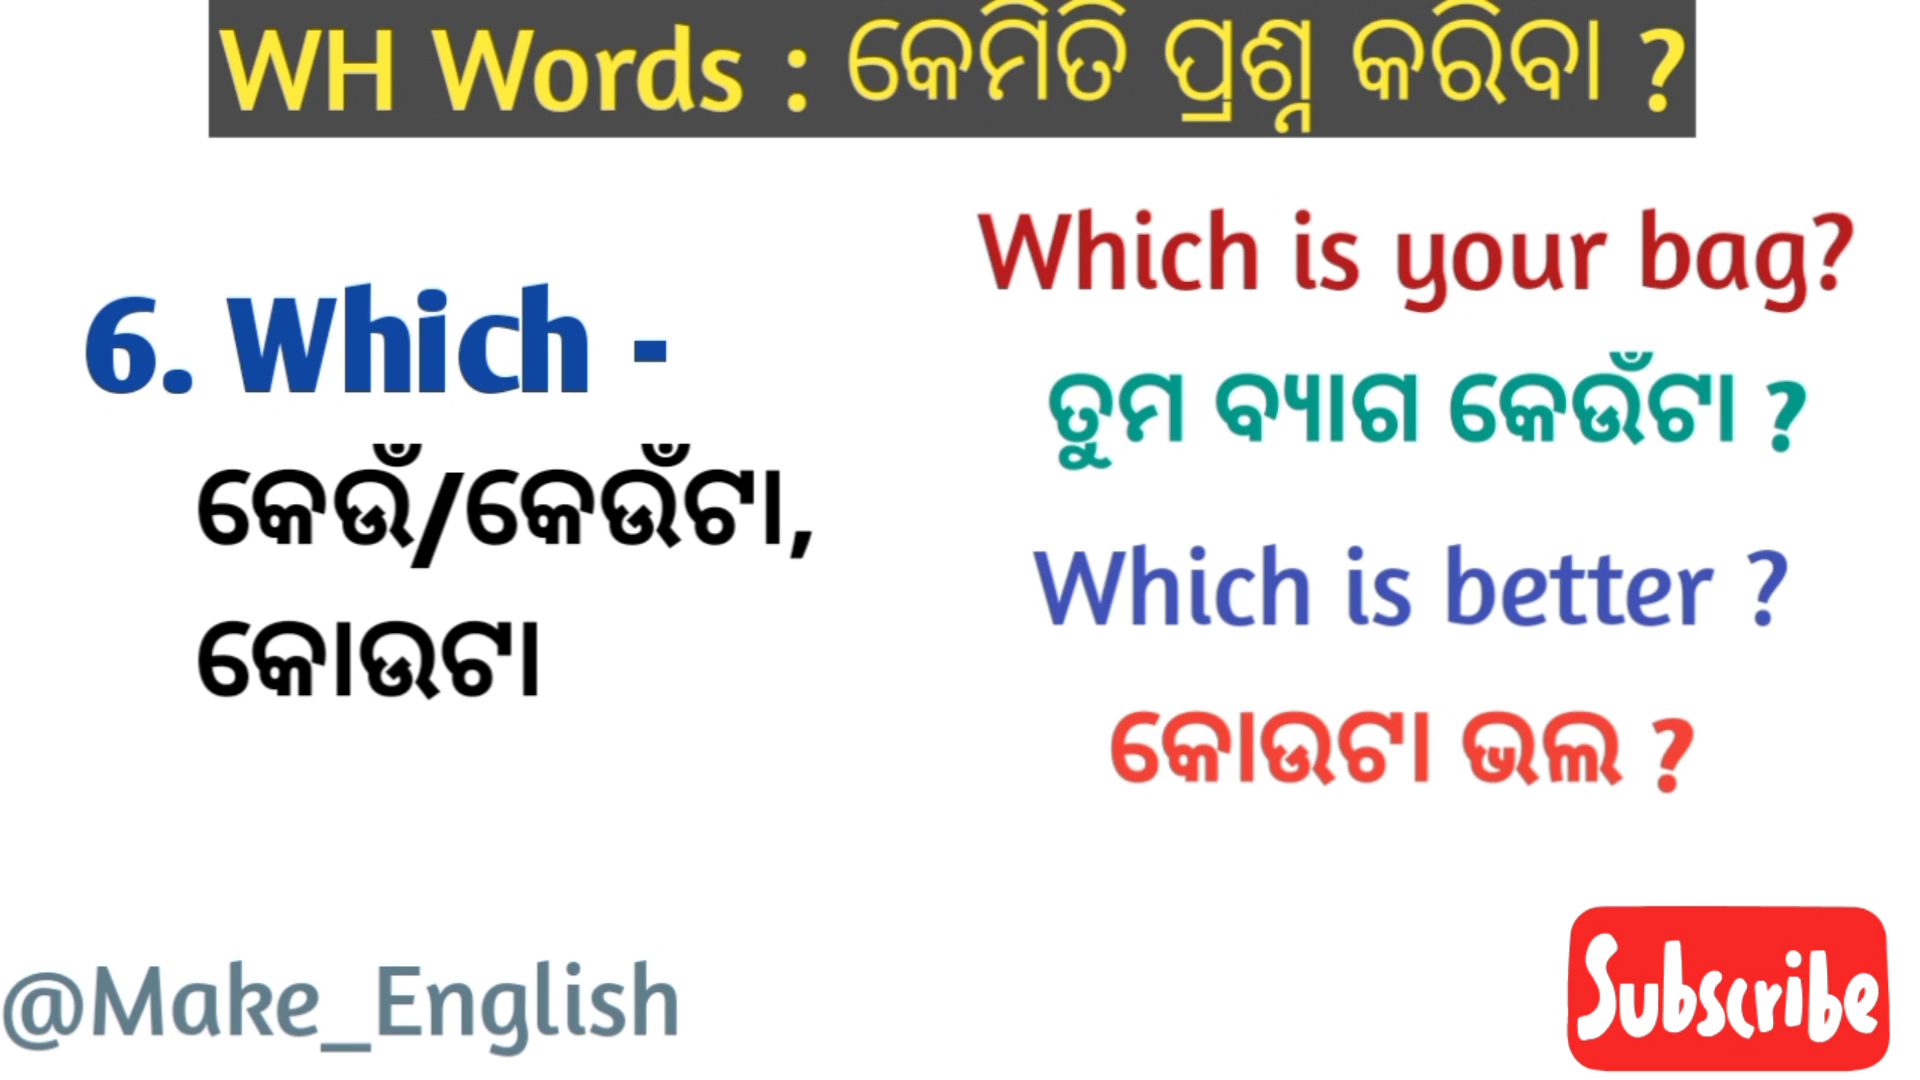 WH Words : କେମିତି ପ୍ରଶ୍ନ କରିବା ?
6. Which -
କେଉଁ/କେଉଁଟା,
କୋଉଟା
Which is your bag?
ତୁମ ବ୍ୟାଗ କେଉଁଟା ?
Which is better ?
କୋଉଟା ଭଲ ?
@Make_English
Subscribe